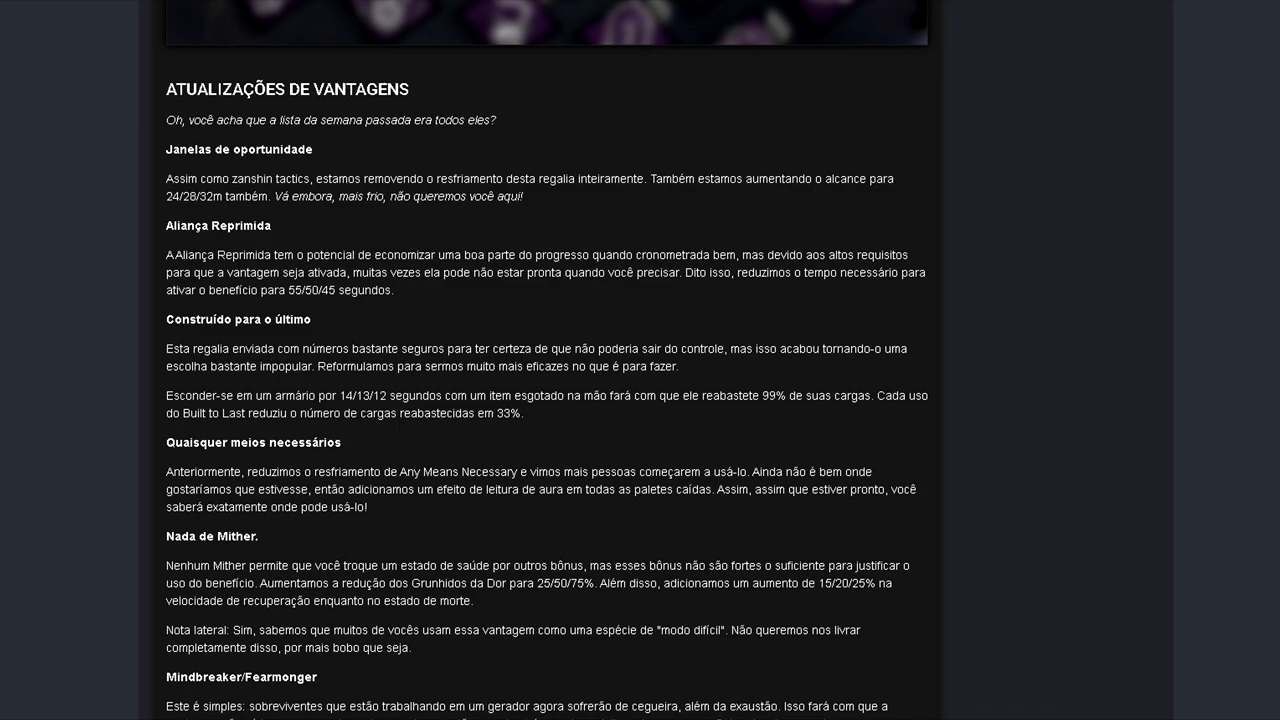 ATUALIZAÇÕES DE VANTAGENS
Oh, você acha que a lista da semana passada era todos eles?
Janelas de oportunidade
Assim como zanshin tactics, estamos removendo o resfriamento desta regalia inteiramente. Também estamos aumentando o alcance para
24/28/32m também. Vá embora, mais frio, não queremos você aqui!
Aliança Reprimida
A Aliança Reprimida tem o potencial de economizar uma boa parte do progresso quando cronometrada bem, mas devido aos altos requisitos
para que a vantagem seja ativada, muitas vezes ela pode não estar pronta quando você precisar. Dito isso, reduzimos o tempo necessário para
ativar o benefício para 55/50/45 segundos.
Construído para o último
Esta regalia enviada com números bastante seguros para ter certeza de que não poderia sair do controle, mas isso acabou tornando-o uma
escolha bastante impopular. Reformulamos para sermos muito mais eficazes no que é para fazer.
Esconder-se em um armário por 14/13/12 segundos com um item esgotado na mão fará com que ele reabastete 99% de suas cargas. Cada uso
do Built to Last reduziu o número de cargas reabastecidas em 33%.
Quaisquer meios necessários
Anteriormente, reduzimos o resfriamento de Any Means Necessary e vimos mais pessoas começarem a usá-lo. Ainda não é bem onde
gostaríamos que estivesse, então adicionamos um efeito de leitura de aura em todas as paletes caídas. Assim, assim que estiver pronto, você
saberá exatamente onde pode usá-lo!
Nada de Mither.
Nenhum Mither permite que você troque um estado de saúde por outros bônus, mas esses bônus não são fortes o suficiente para justificar o
uso do benefício. Aumentamos a redução dos Grunhidos da Dor para 25/50/75%. Além disso, adicionamos um aumento de 15/20/25% na
velocidade de recuperação enquanto no estado de morte.
Nota lateral: Sim, sabemos que muitos de vocês usam essa vantagem como uma espécie de "modo difícil". Não queremos nos livrar
completamente disso, por mais bobo que seja.
Mindbreaker/Fearmonger
Este é simples: sobreviventes que estão trabalhando em um gerador agora sofrerão de cegueira, além da exaustão. Isso fará com que a